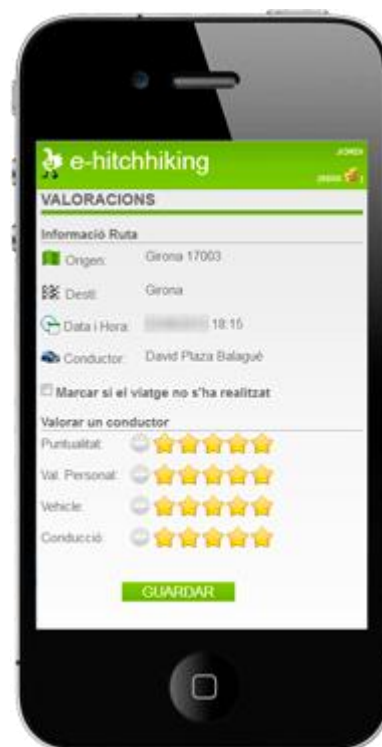 e-hitchhiking
JORDI
VALORACIONS
Informació Ruta
Origen: Girona 17003
Destí: Girona
Data i Hora: 18:15
Conductor: David Plaza Balagué
Marcar si el viatge no s'ha realitzat
Valorar un conductor
Puntualitat:
Val. Personal:
Vehicle:
Conducció:
GUARDAR